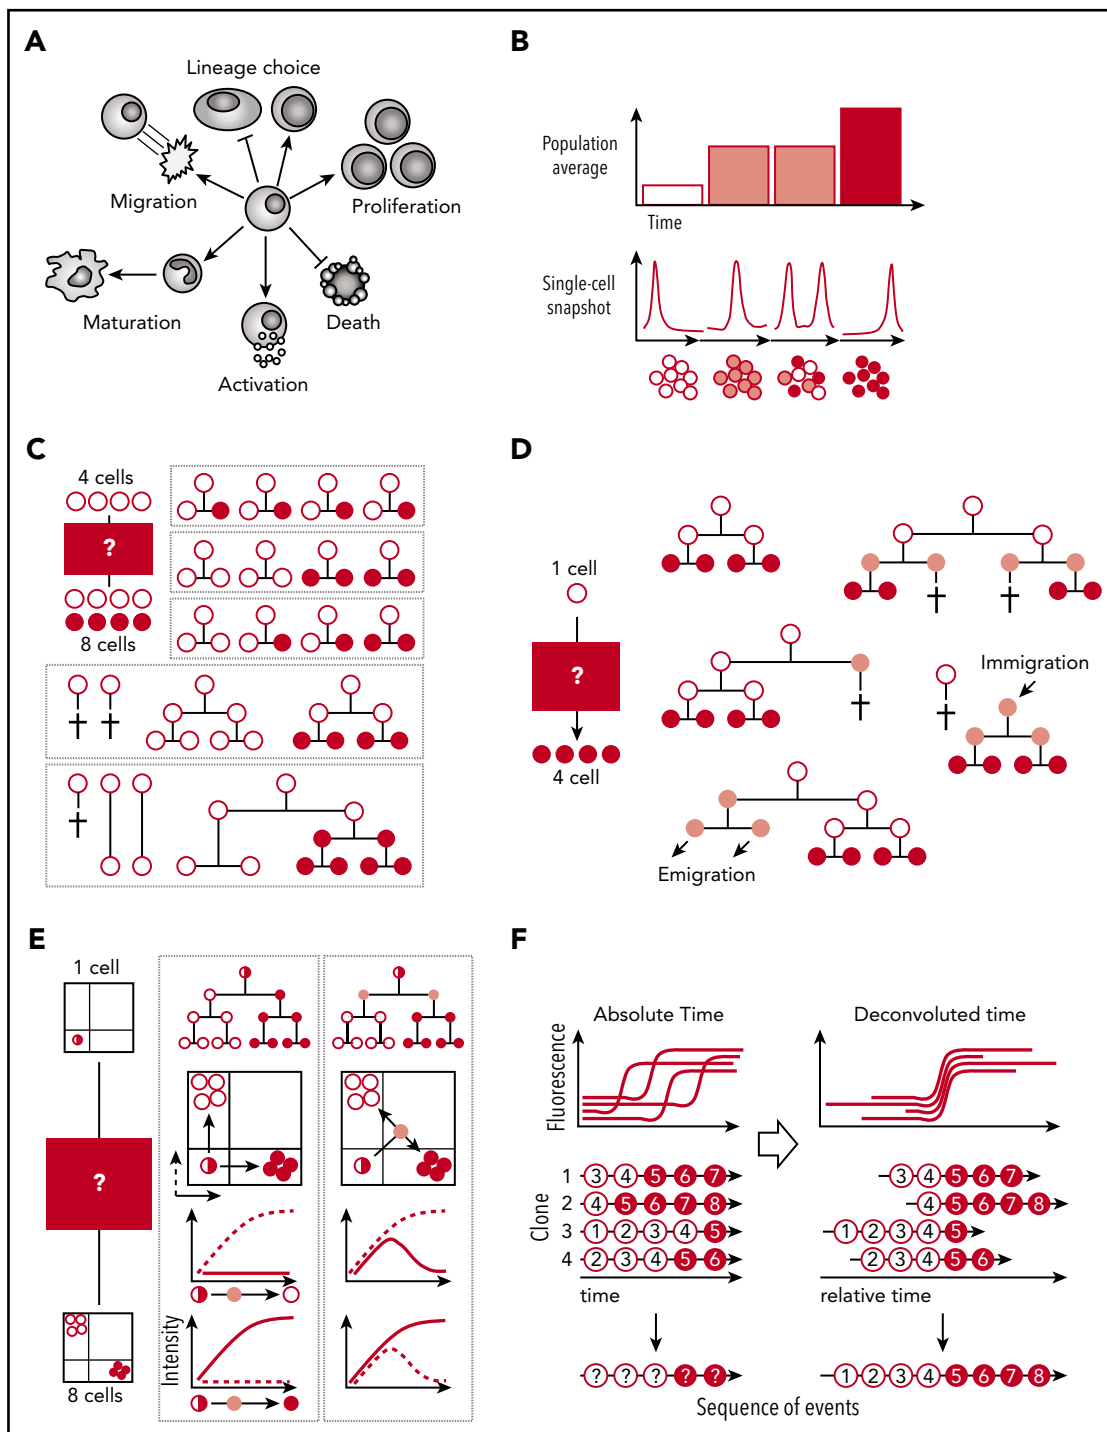 A
Lineage choice
Migration
Proliferation
Maturation
Death
Activation
B
Population
average
Time
Single-cell
snapshot
C
4 cells
?
8 cells
D
1 cell
?
4 cell
Immigration
Emigration
E
1 cell
?
8 cells
Intensity
F
Absolute Time
Deconvoluted time
Fluorescence
Clone
1 3 4 5 6 7
2 4 5 6 7 8
3 1 2 3 4 5
4 2 3 4 5 6
time
3 4 5 6 7
4 5 6 7 8
1 2 3 4 5
2 3 4 5 6
relative time
? ? ? ? ?
1 2 3 4 5 6 7 8
Sequence of events